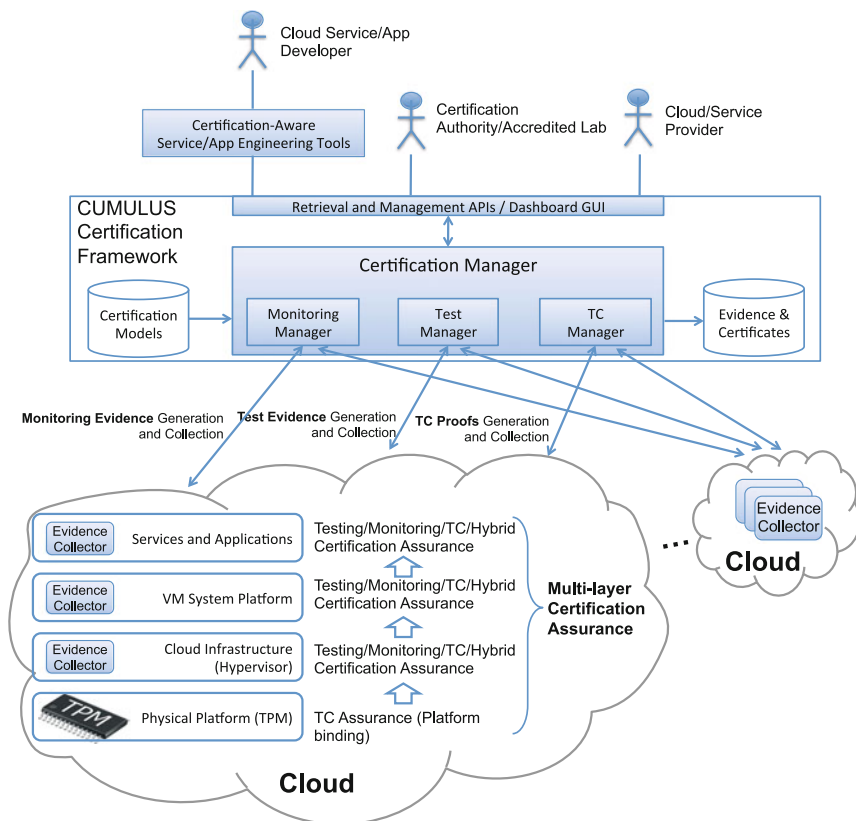 Cloud Service/App
Developer
Certification-Aware
Service/App Engineering Tools
Certification
Authority/Accredited Lab
Cloud/Service
Provider
CUMULUS
Certification
Framework
Retrieval and Management APIs / Dashboard GUI
Certification Manager
Certification
Models
Monitoring
Manager
Test
Manager
TC
Manager
Evidence &
Certificates
Monitoring Evidence Generation
and Collection
Test Evidence Generation
and Collection
TC Proofs Generation
and Collection
Evidence
Collector
Cloud
...
Evidence
Collector
Services and Applications
Testing/Monitoring/TC/Hybrid
Certification Assurance
Evidence
Collector
VM System Platform
Testing/Monitoring/TC/Hybrid
Certification Assurance
Evidence
Collector
Cloud Infrastructure
(Hypervisor)
Testing/Monitoring/TC/Hybrid
Certification Assurance
TPM
Physical Platform (TPM)
TC Assurance (Platform
binding)
Multi-layer
Certification
Assurance
Cloud